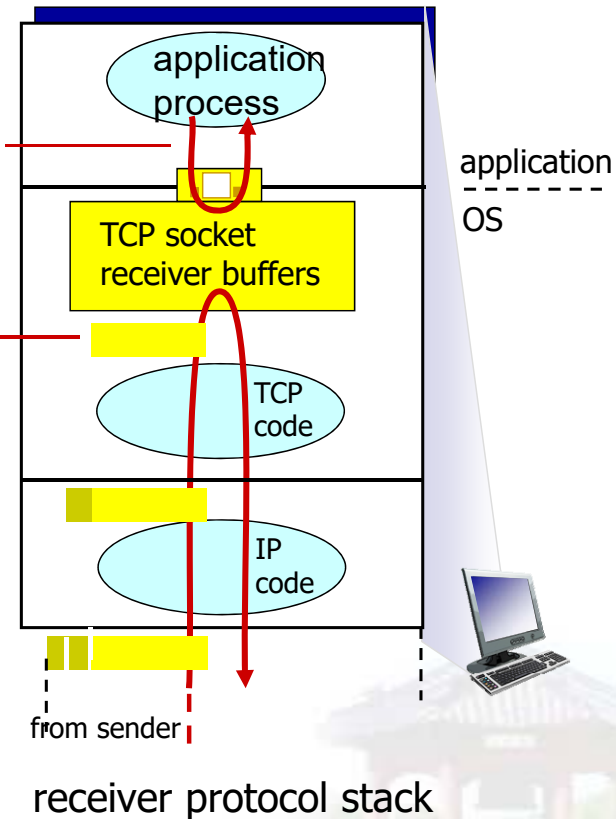 application
process
application
OS
TCP socket
receiver buffers
TCP
code
IP
code
from sender
receiver protocol stack